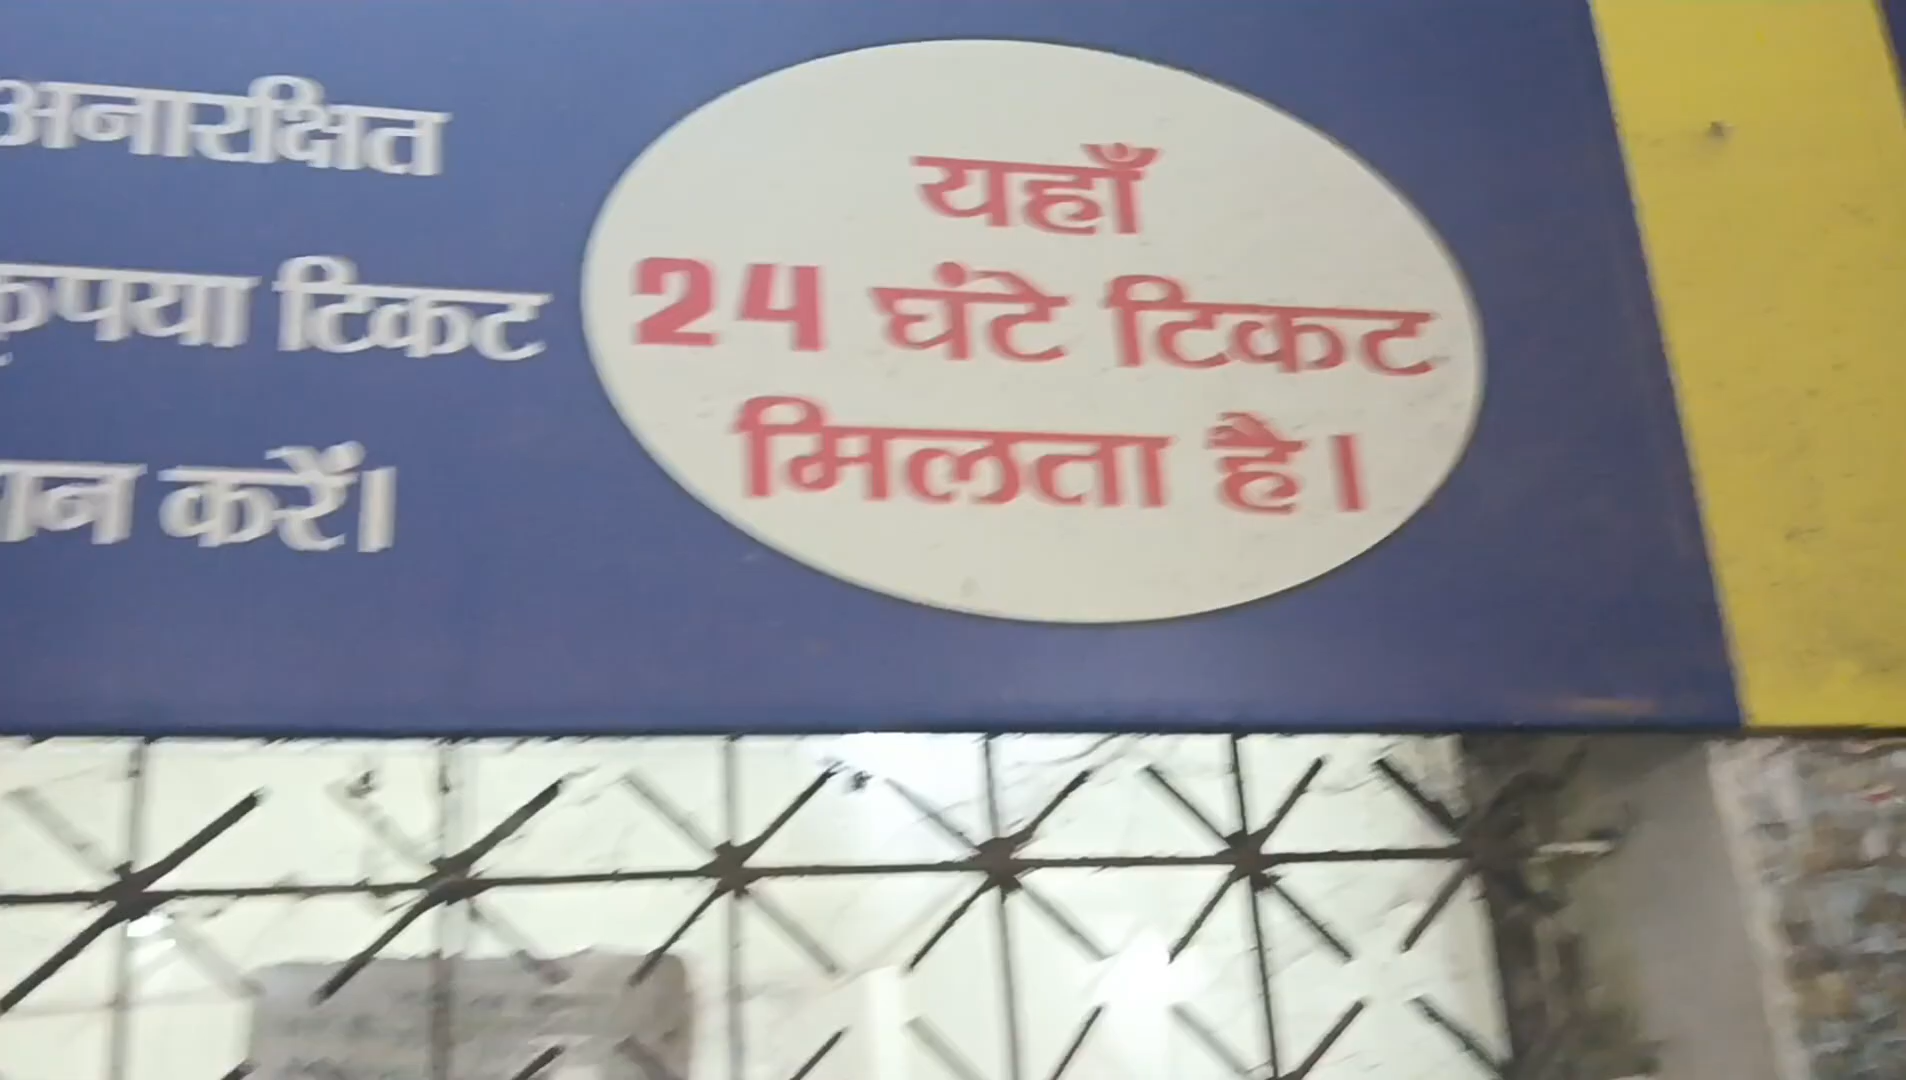 अनारक्षित
कृपया टिकट
करें।
यहाँ
24 घंटे टिकट
मिलता है।